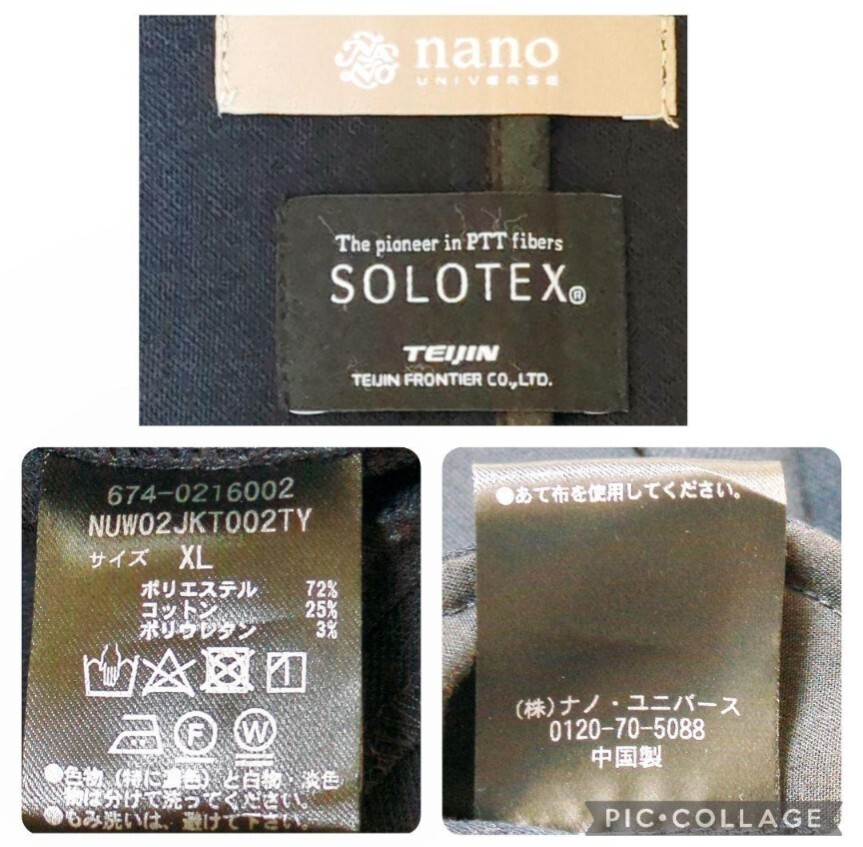 nano
UNIVERSE
The pioneer in PTT fibers
SOLOTEX®
TEIJIN
TEIJIN FRONTIER CO.,LTD.
674-0216002
NUW02JKT002TY
サイズ XL
ポリエステル 72%
コットン 25%
ポリウレタン 3%
F W
●色物(特に濃色)と白物・淡色
物は分けて洗ってください。
●もみ洗いは、避けて下さい。
●あて布を使用してください。
(株)ナノ・ユニバース
0120-70-5088
中国製
PIC•COLLAGE